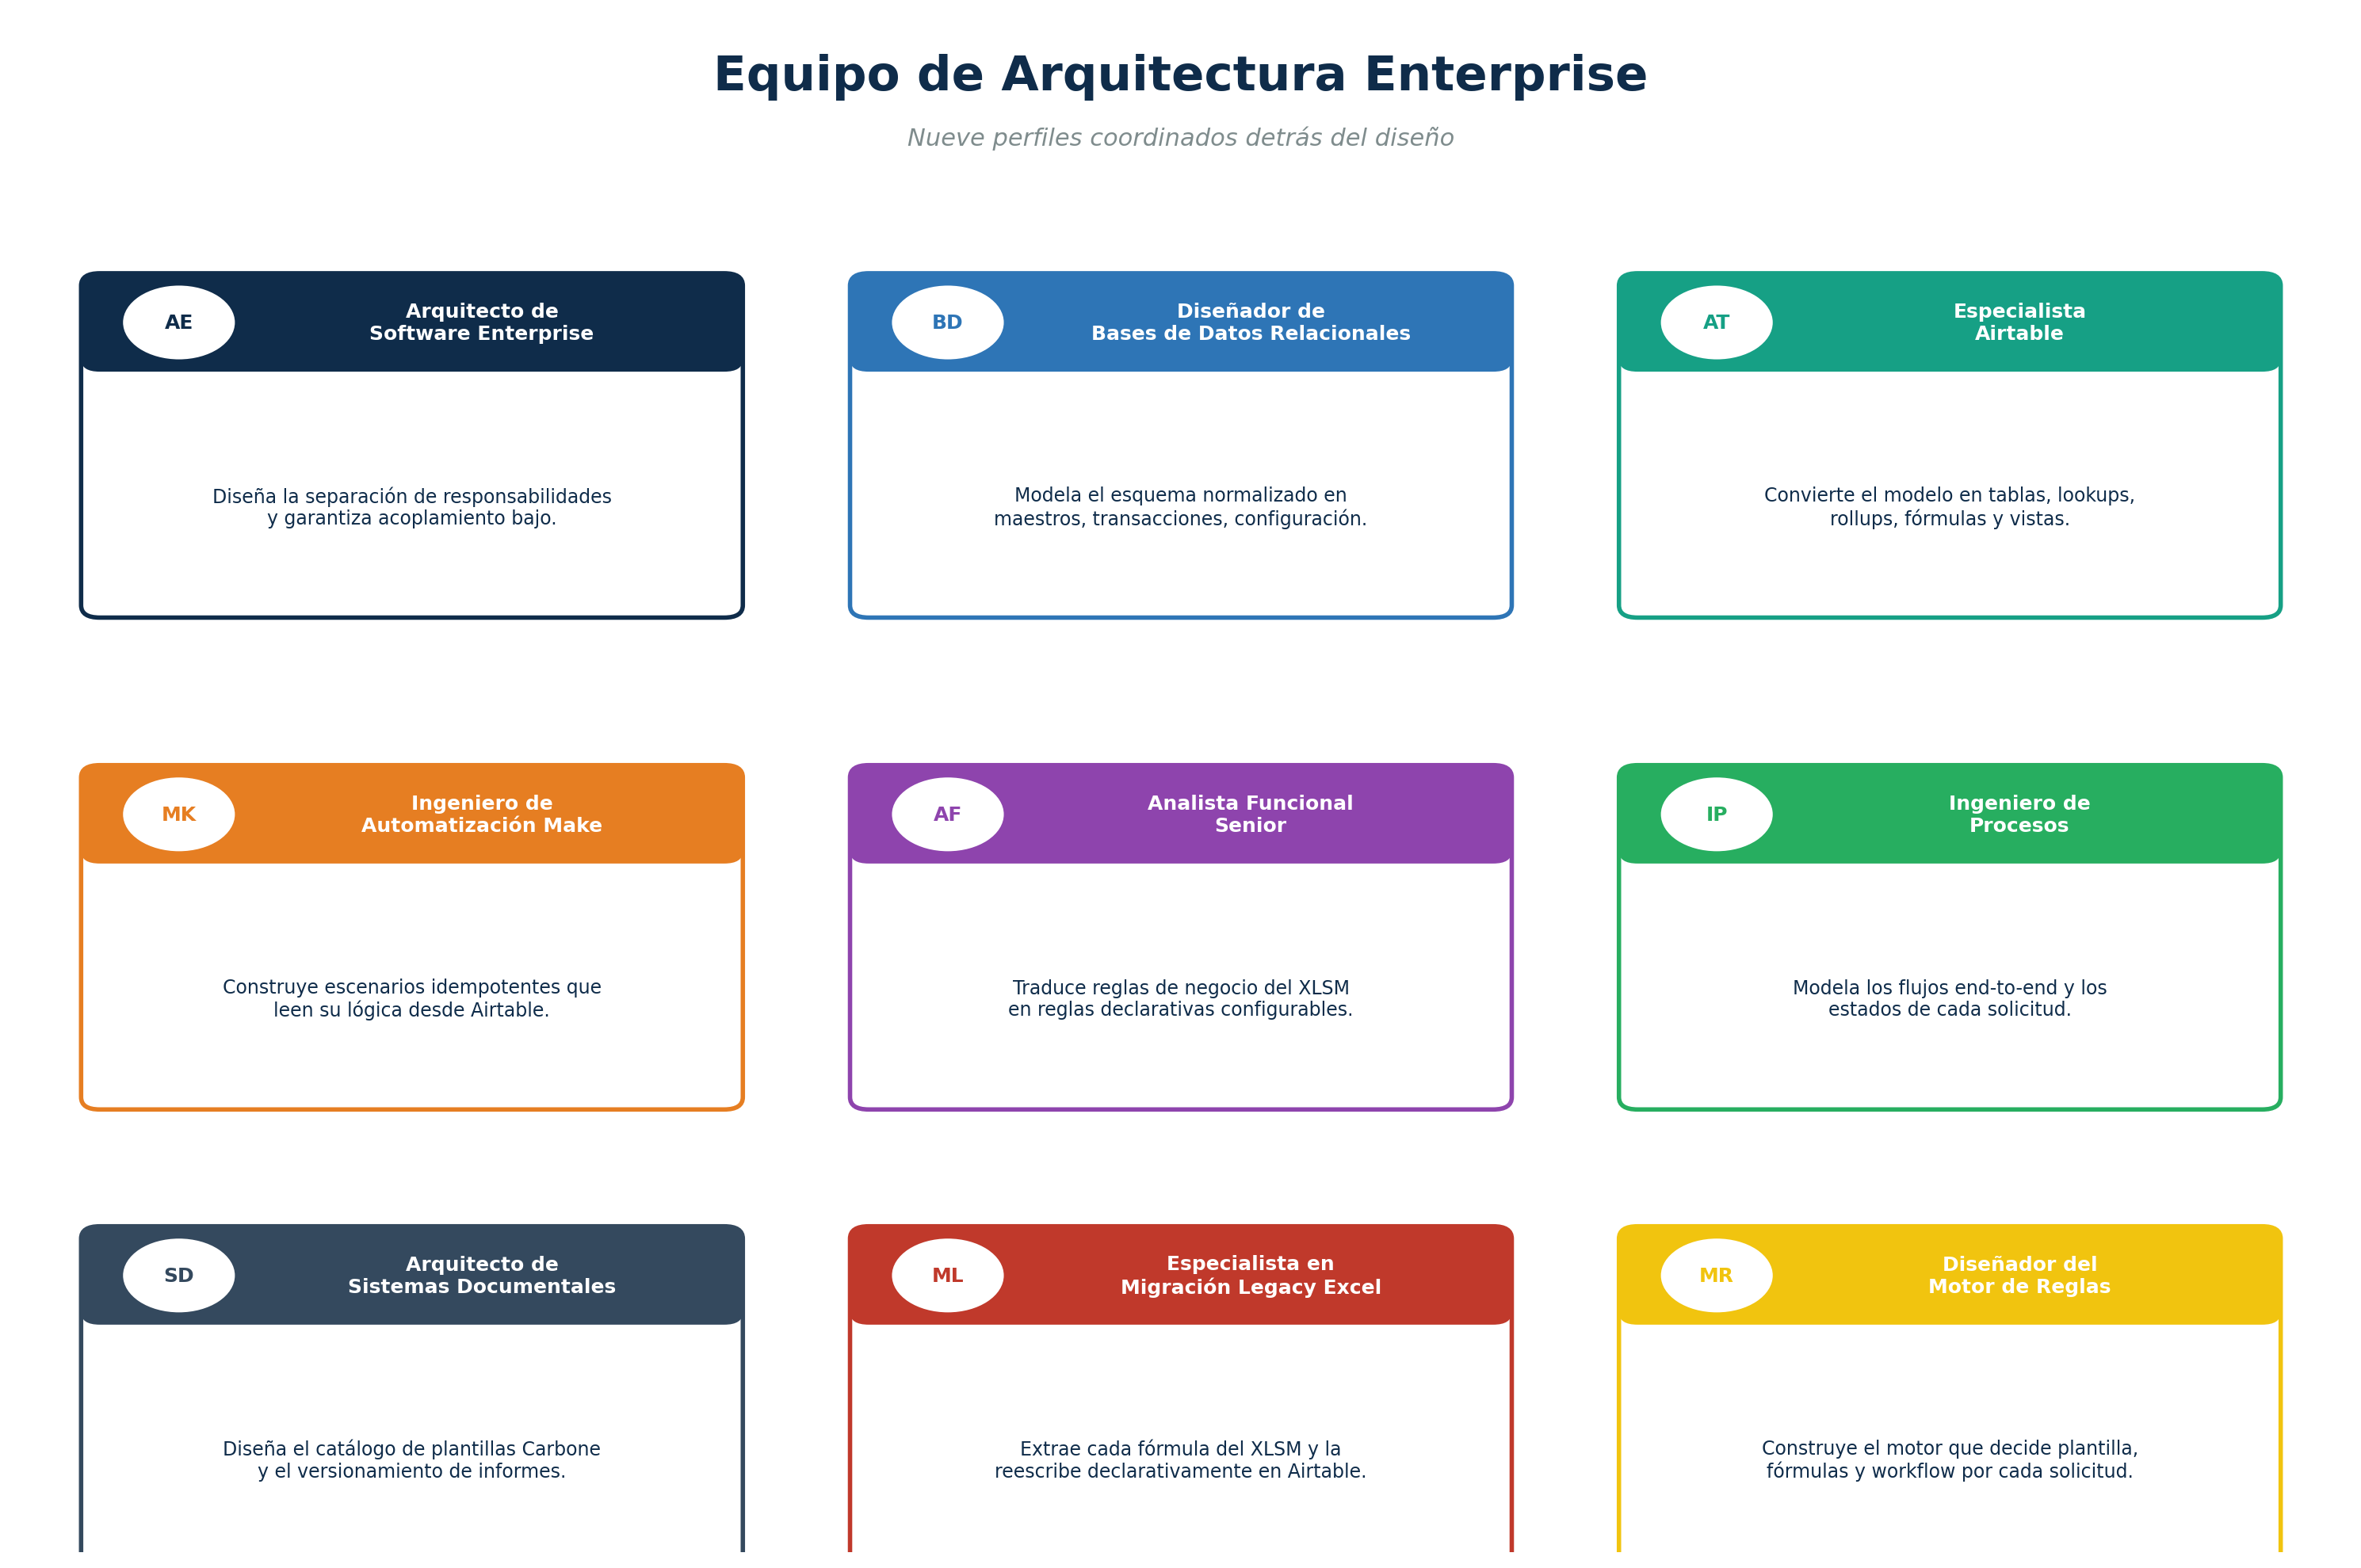 Equipo de Arquitectura Enterprise
Nueve perfiles coordinados detrás del diseño
AE
Arquitecto de
Software Enterprise
Diseña la separación de responsabilidades
y garantiza acoplamiento bajo.
BD
Diseñador de
Bases de Datos Relacionales
Modela el esquema normalizado en
maestros, transacciones, configuración.
AT
Especialista
Airtable
Convierte el modelo en tablas, lookups,
rollups, fórmulas y vistas.
MK
Ingeniero de
Automatización Make
Construye escenarios idempotentes que
leen su lógica desde Airtable.
AF
Analista Funcional
Senior
Traduce reglas de negocio del XLSM
en reglas declarativas configurables.
IP
Ingeniero de
Procesos
Modela los flujos end-to-end y los
estados de cada solicitud.
SD
Arquitecto de
Sistemas Documentales
Diseña el catálogo de plantillas Carbone
y el versionamiento de informes.
ML
Especialista en
Migración Legacy Excel
Extrae cada fórmula del XLSM y la
reescribe declarativamente en Airtable.
MR
Diseñador del
Motor de Reglas
Construye el motor que decide plantilla,
fórmulas y workflow por cada solicitud.